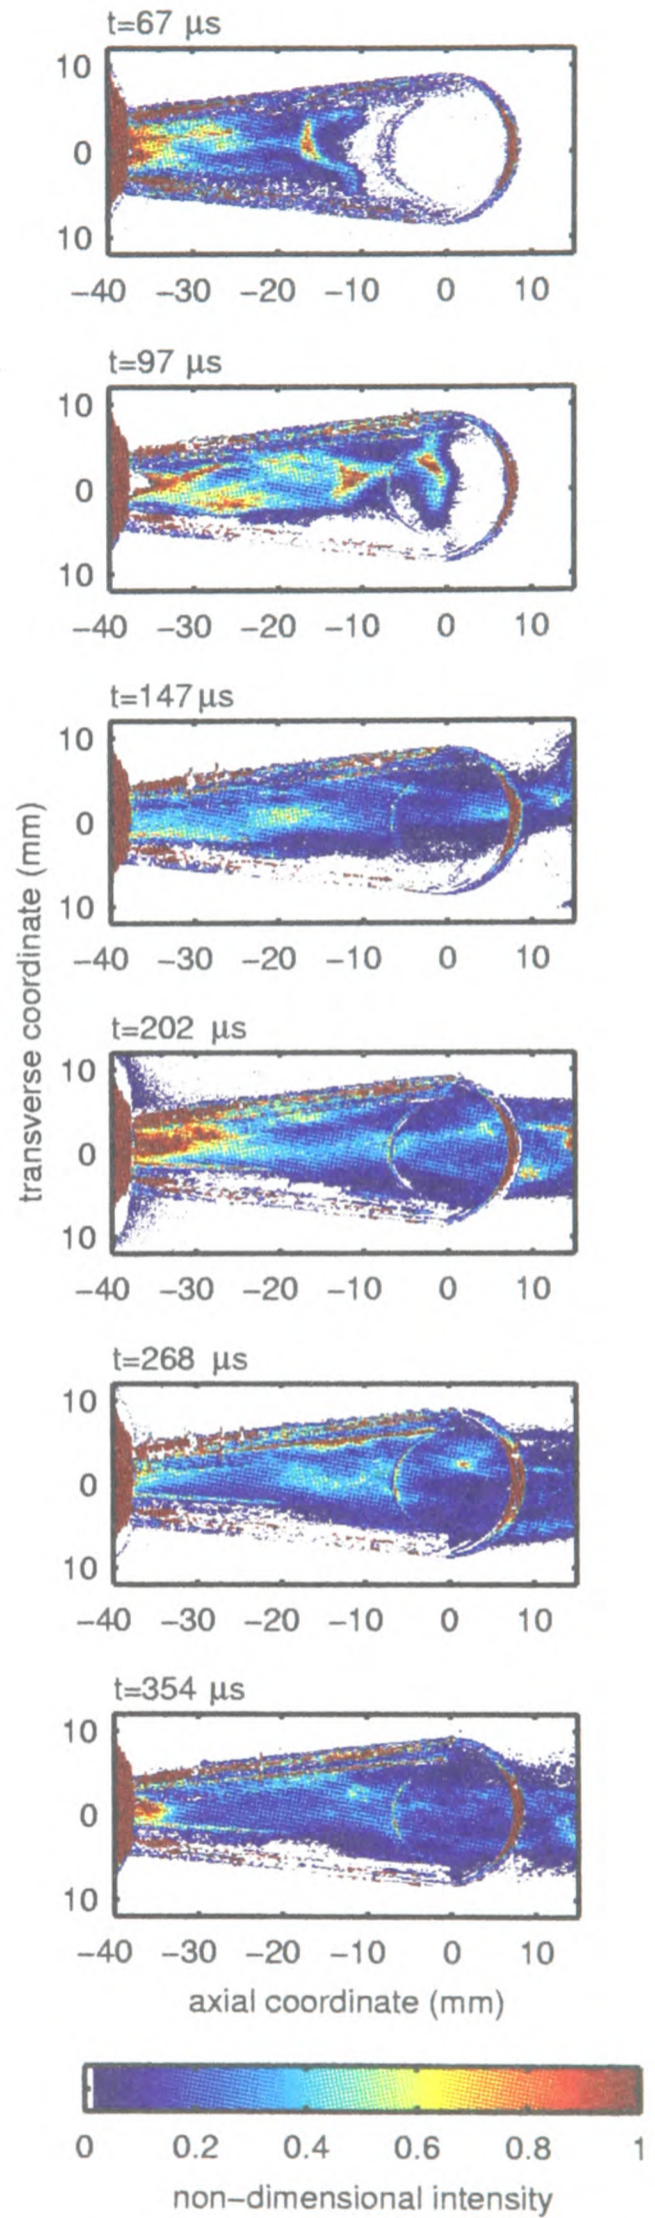 t=67 µs
10
0
10
−40 −30 −20 −10 0 10
t=97 µs
10
0
10
−40 −30 −20 −10 0 10
t=147 µs
10
0
10
−40 −30 −20 −10 0 10
transverse coordinate (mm)
t=202 µs
10
0
10
−40 −30 −20 −10 0 10
t=268 µs
10
0
10
−40 −30 −20 −10 0 10
t=354 µs
10
0
10
−40 −30 −20 −10 0 10
axial coordinate (mm)
0 0.2 0.4 0.6 0.8 1
non−dimensional intensity